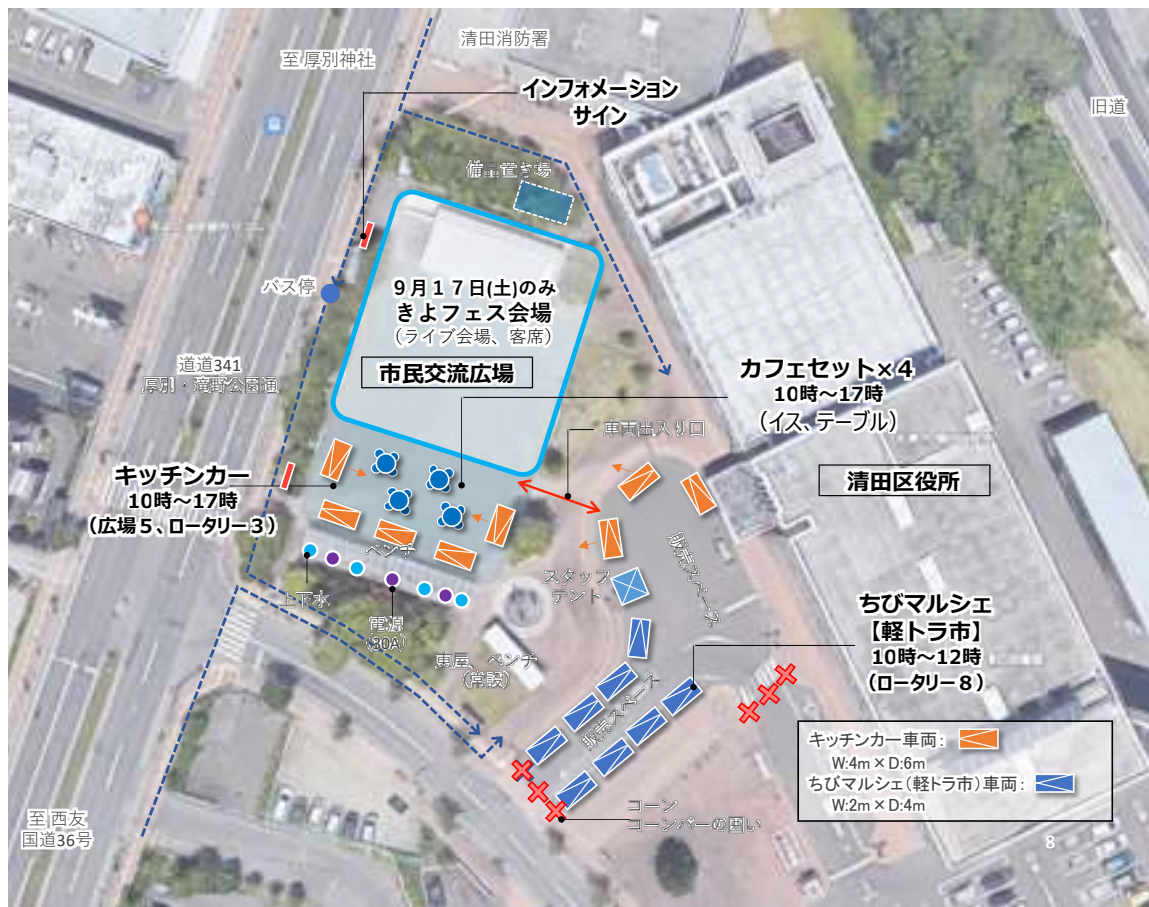 清田消防署
至 厚別神社
インフォメーション
サイン
旧道
備品置き場
バス停
9月17日(土)のみ
きよフェス会場
(ライブ会場、客席)
市民交流広場
道道341
厚別・滝野公園通
カフェセット×4
10時~17時
(イス、テーブル)
車両出入り口
キッチンカー
10時~17時
(広場5、ロータリー3)
清田区役所
ベンチ
販売スペース
スタッフ
テント
上下水
電源
(30A)
ちびマルシェ
【軽トラ市】
10時~12時
(ロータリー8)
東屋、ベンチ
(常設)
販売スペース
キッチンカー車両:
W:4m×D:6m
ちびマルシェ(軽トラ市)車両:
W:2m×D:4m
コーン
コーンバーの囲い
至 西友
国道36号
8